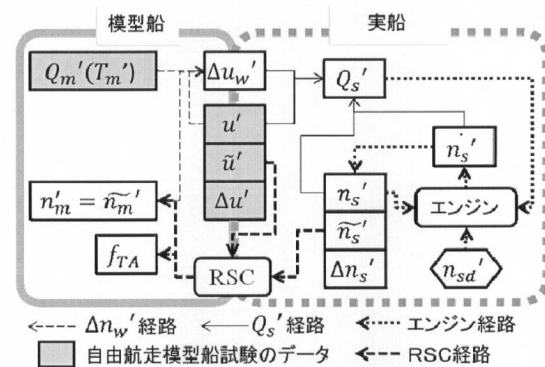 模型船
実船
Q_m′(T_m′)
Δu_w′
Q_s′
u′
ũ′
Δu′
ṅ_s′
n′_m = ñ_m′
n_s′
エンジン
ñ_s′
f_TA
RSC
Δn_s′
n_sd′
Δn_w′経路
Q_s′経路
エンジン経路
自由航走模型船試験のデータ
RSC経路